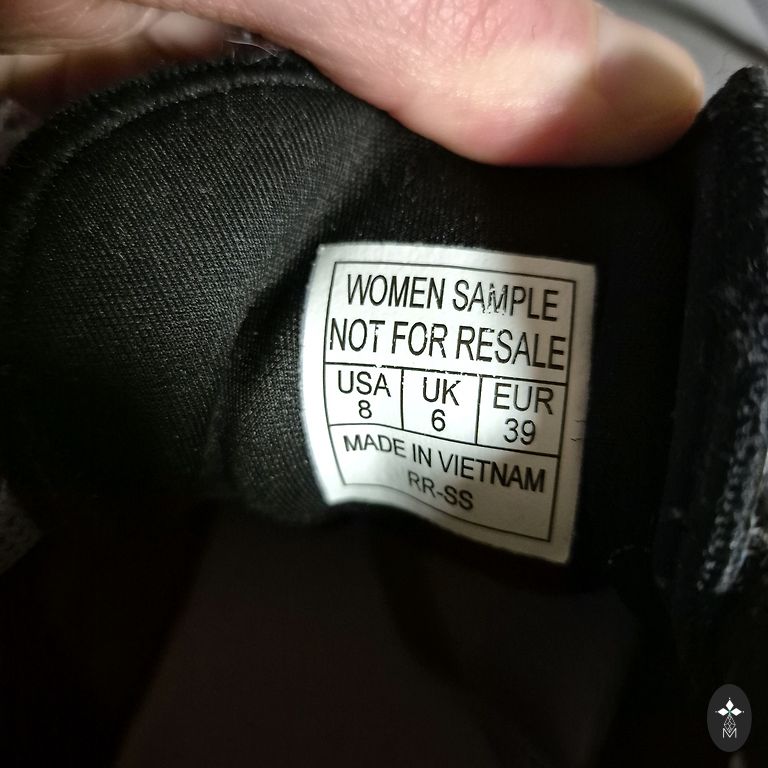 WOMEN SAMPLE
NOT FOR RESALE
USA UK EUR
8 6 39
MADE IN VIETNAM
RR-SS